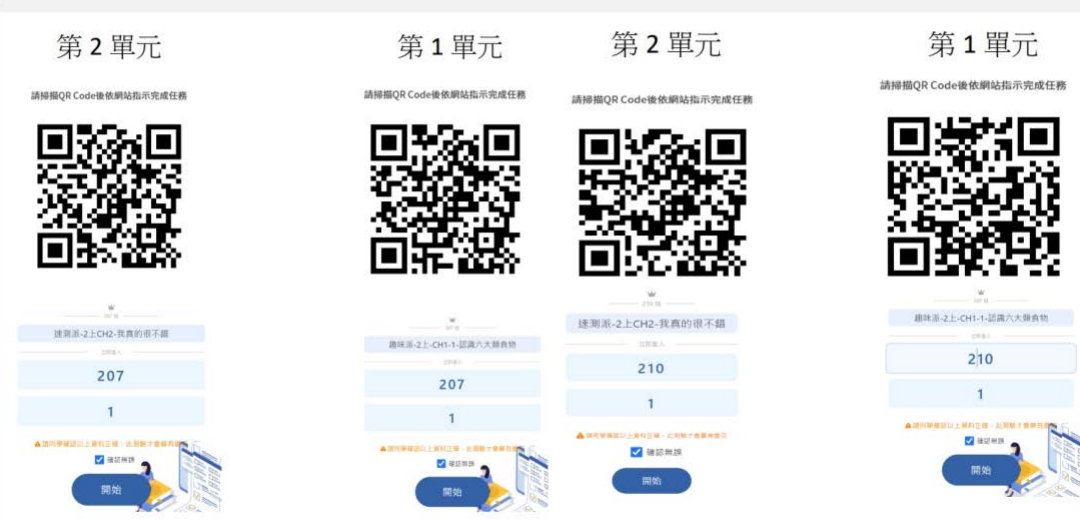 第 2 單元
請掃描QR Code後依網站指示完成任務
速測派-2上CH2-我真的很不錯
207
1
確認無誤
開始
第 1 單元
請掃描QR Code後依網站指示完成任務
趣味派-2上-CH1-1-認識六大類食物
207
1
確認無誤
開始
第 2 單元
請掃描QR Code後依網站指示完成任務
速測派-2上CH2-我真的很不錯
210
1
確認無誤
開始
第 1 單元
請掃描QR Code後依網站指示完成任務
趣味派-2上-CH1-1-認識六大類食物
210
1
確認無誤
開始